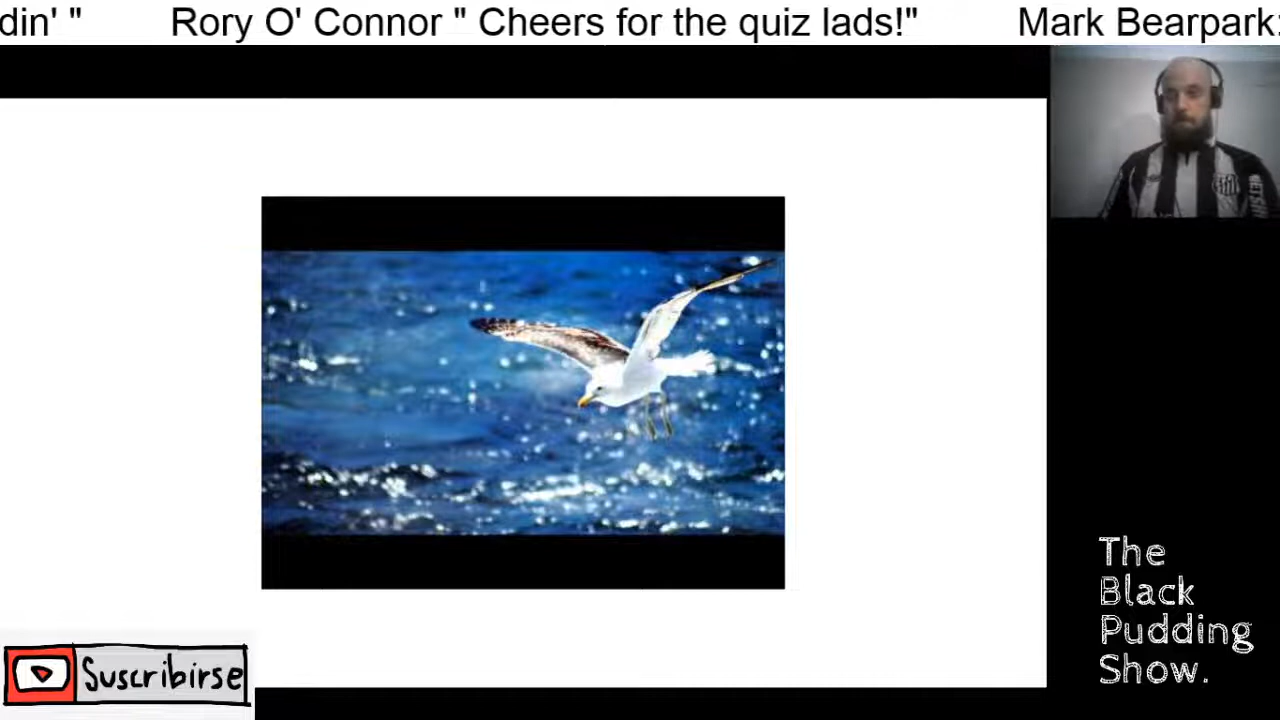 din' " Rory O' Connor " Cheers for the quiz lads!" Mark Bearpark:
Suscribirse
The
Black
Pudding
Show.